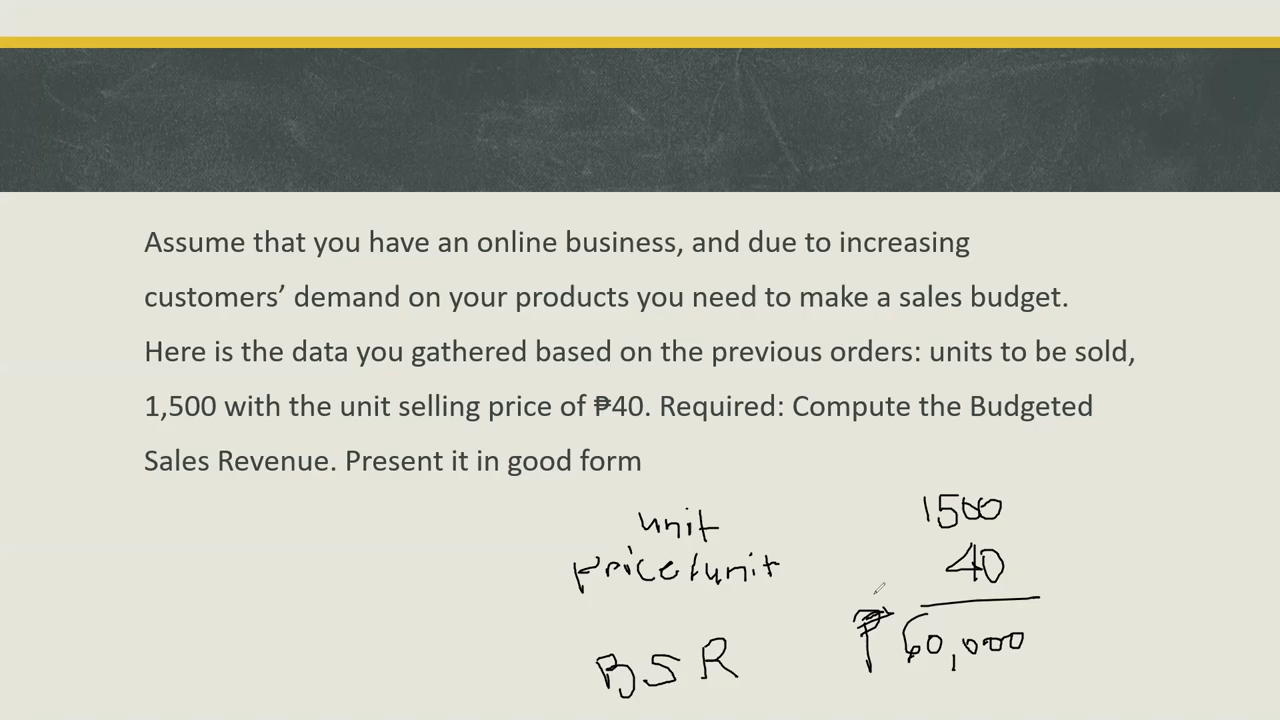 Assume that you have an online business, and due to increasing
customers’ demand on your products you need to make a sales budget.
Here is the data you gathered based on the previous orders: units to be sold,
1,500 with the unit selling price of ₱40. Required: Compute the Budgeted
Sales Revenue. Present it in good form
unit 1500
price/unit 40
BSR ₱60,000